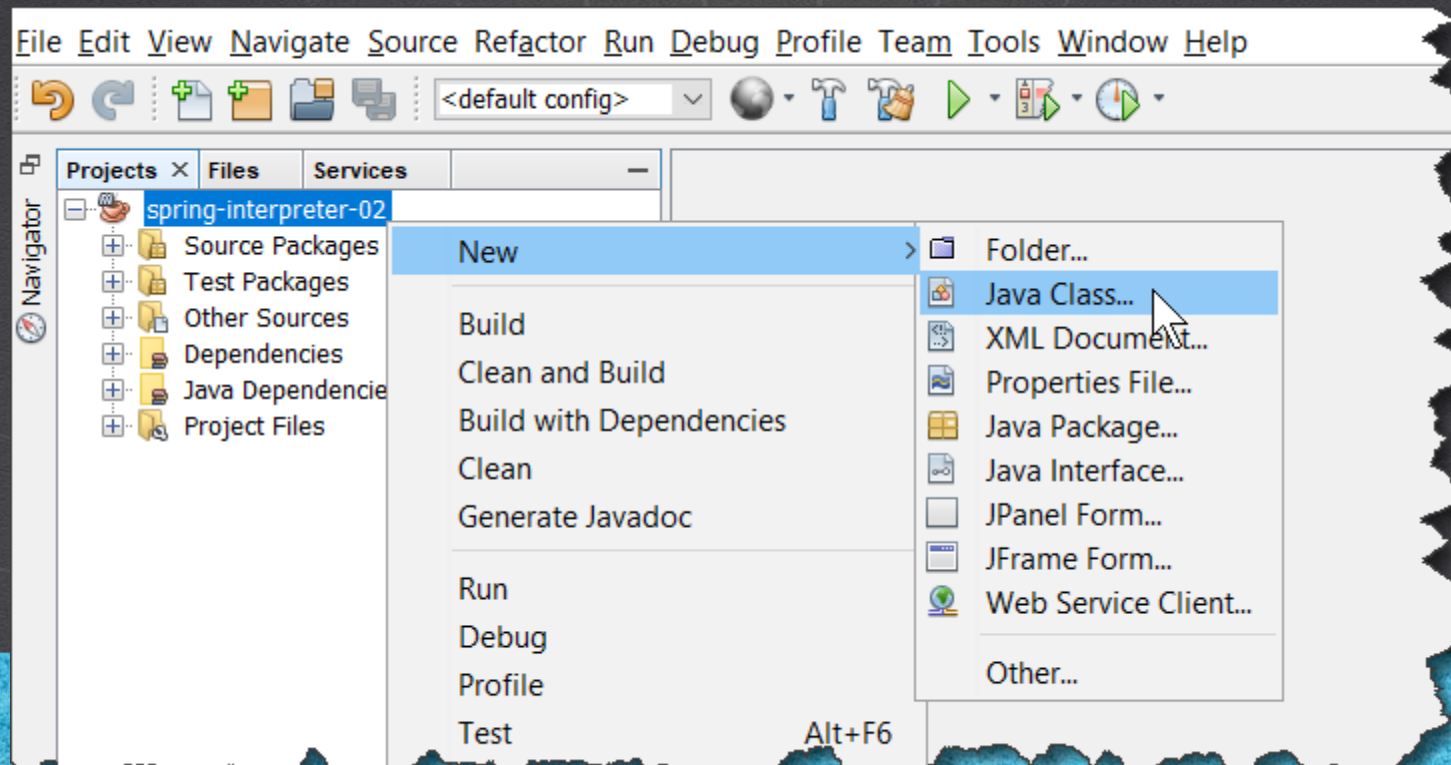 File Edit View Navigate Source Refactor Run Debug Profile Team Tools Window Help
<default config>
Projects Files Services
Navigator
spring-interpreter-02
Source Packages
Test Packages
Other Sources
Dependencies
Java Dependencie
Project Files
New
Build
Clean and Build
Build with Dependencies
Clean
Generate Javadoc
Run
Debug
Profile
Test Alt+F6
Folder...
Java Class...
XML Document...
Properties File...
Java Package...
Java Interface...
JPanel Form...
JFrame Form...
Web Service Client...
Other...